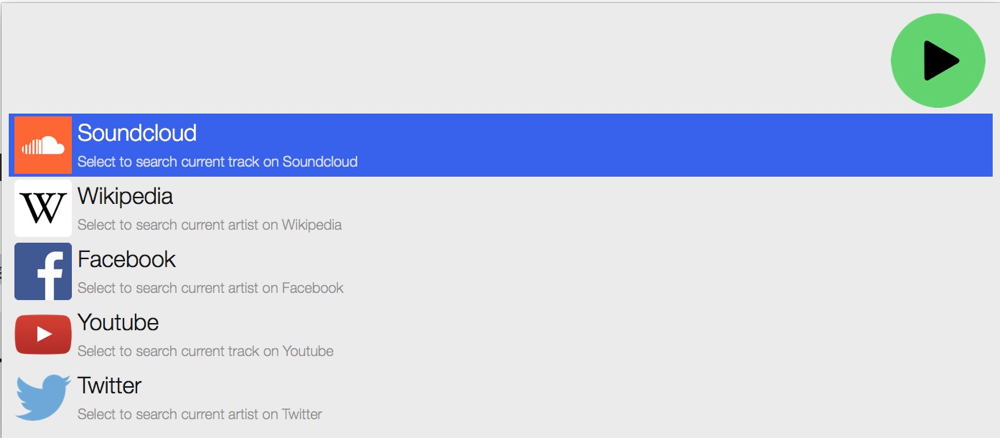 Soundcloud
Select to search current track on Soundcloud
W
Wikipedia
Select to search current artist on Wikipedia
f
Facebook
Select to search current artist on Facebook
Youtube
Select to search current track on Youtube
Twitter
Select to search current artist on Twitter